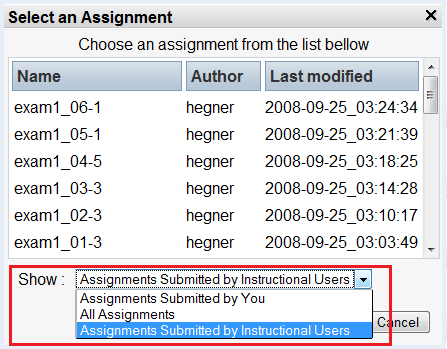 Select an Assignment
Choose an assignment from the list bellow
Name Author Last modified
exam1_06-1 hegner 2008-09-25_03:24:34
exam1_05-1 hegner 2008-09-25_03:21:39
exam1_04-5 hegner 2008-09-25_03:18:25
exam1_03-3 hegner 2008-09-25_03:14:28
exam1_02-3 hegner 2008-09-25_03:10:17
exam1_01-3 hegner 2008-09-25_03:03:49
Show : Assignments Submitted by Instructional Users
Assignments Submitted by You
All Assignments
Assignments Submitted by Instructional Users
Cancel